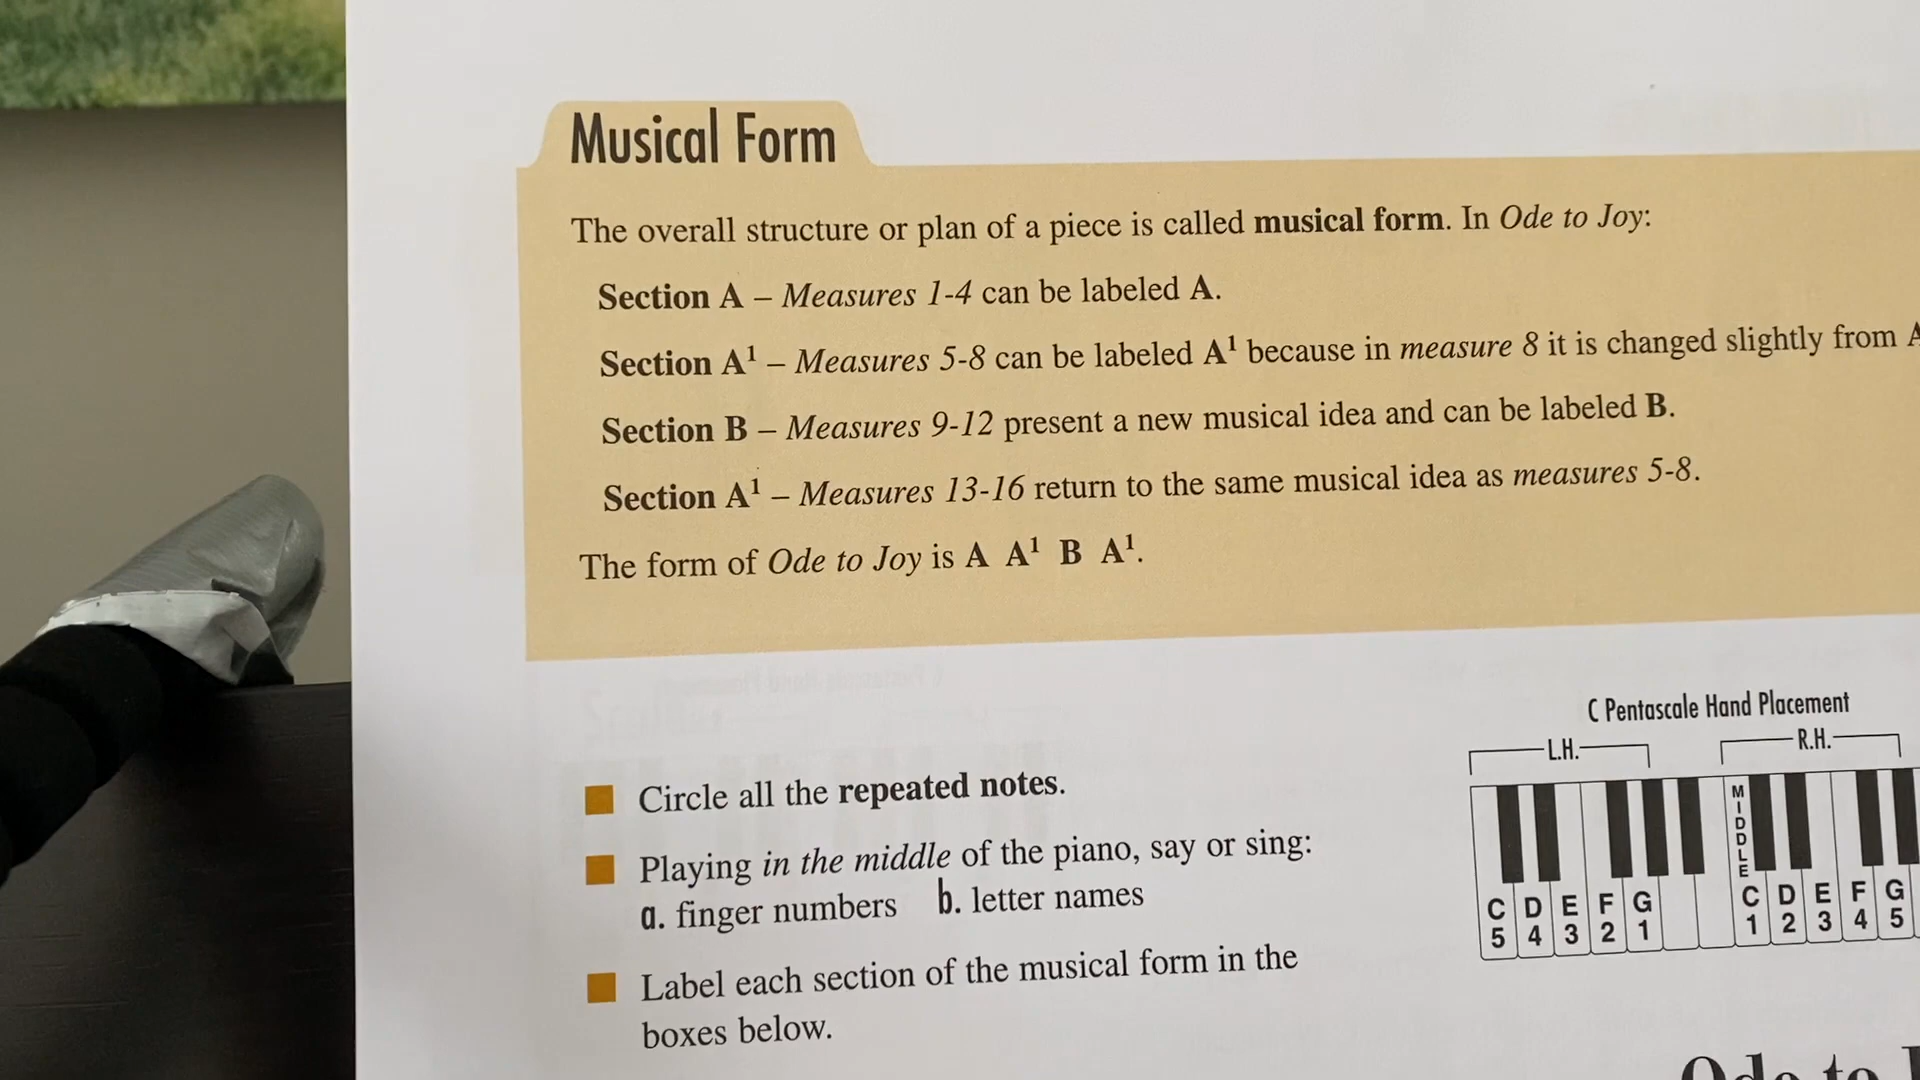 Musical Form
The overall structure or plan of a piece is called musical form. In Ode to Joy:
Section A – Measures 1-4 can be labeled A.
Section A¹ – Measures 5-8 can be labeled A¹ because in measure 8 it is changed slightly from A
Section B – Measures 9-12 present a new musical idea and can be labeled B.
Section A¹ – Measures 13-16 return to the same musical idea as measures 5-8.
The form of Ode to Joy is A A¹ B A¹.
Circle all the repeated notes.
Playing in the middle of the piano, say or sing:
a. finger numbers b. letter names
Label each section of the musical form in the
boxes below.
C Pentascale Hand Placement
L.H. R.H.
MIDDLE
C D E F G C D E F G
5 4 3 2 1 1 2 3 4 5
Ode to